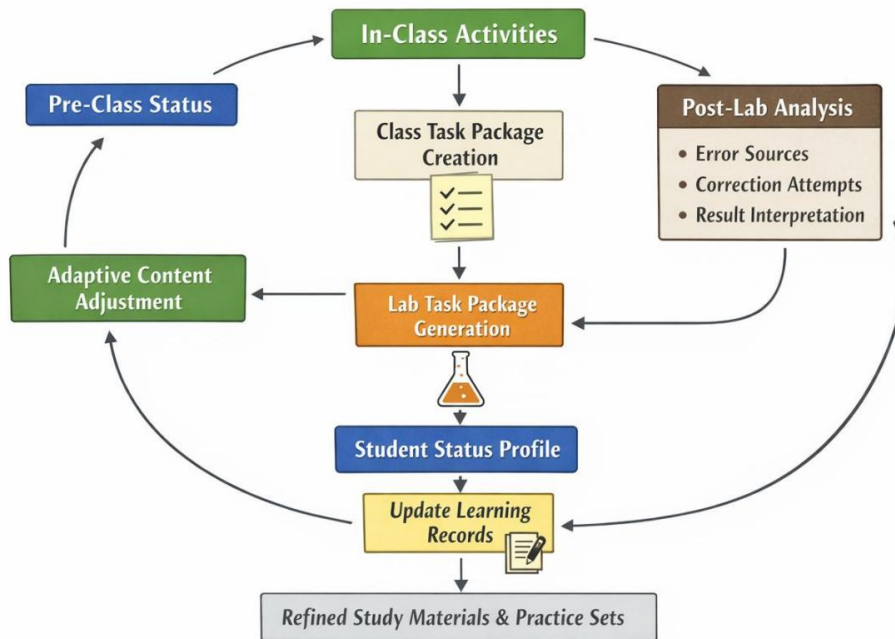 In-Class Activities
Pre-Class Status
Class Task Package
Creation
Post-Lab Analysis
• Error Sources
• Correction Attempts
• Result Interpretation
Adaptive Content
Adjustment
Lab Task Package
Generation
Student Status Profile
Update Learning
Records
Refined Study Materials & Practice Sets